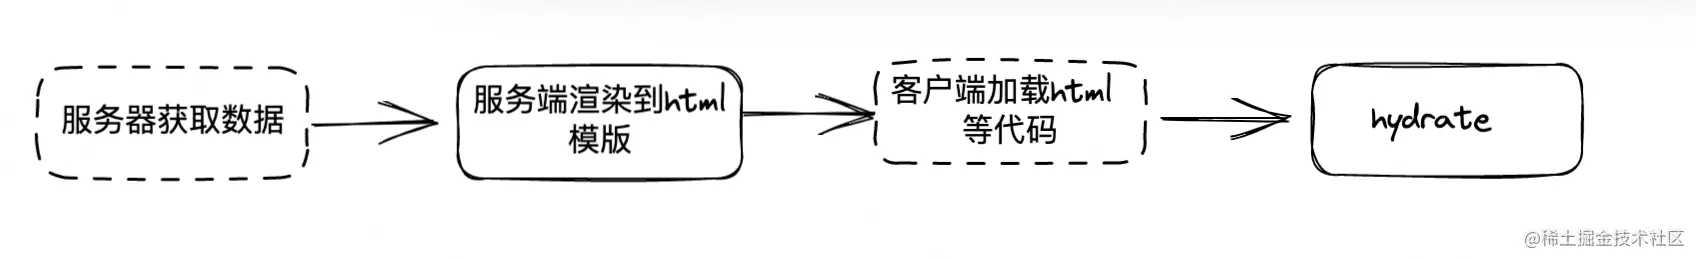 服务器获取数据
服务端渲染到html
模版
客户端加载html
等代码
hydrate
@稀土掘金技术社区